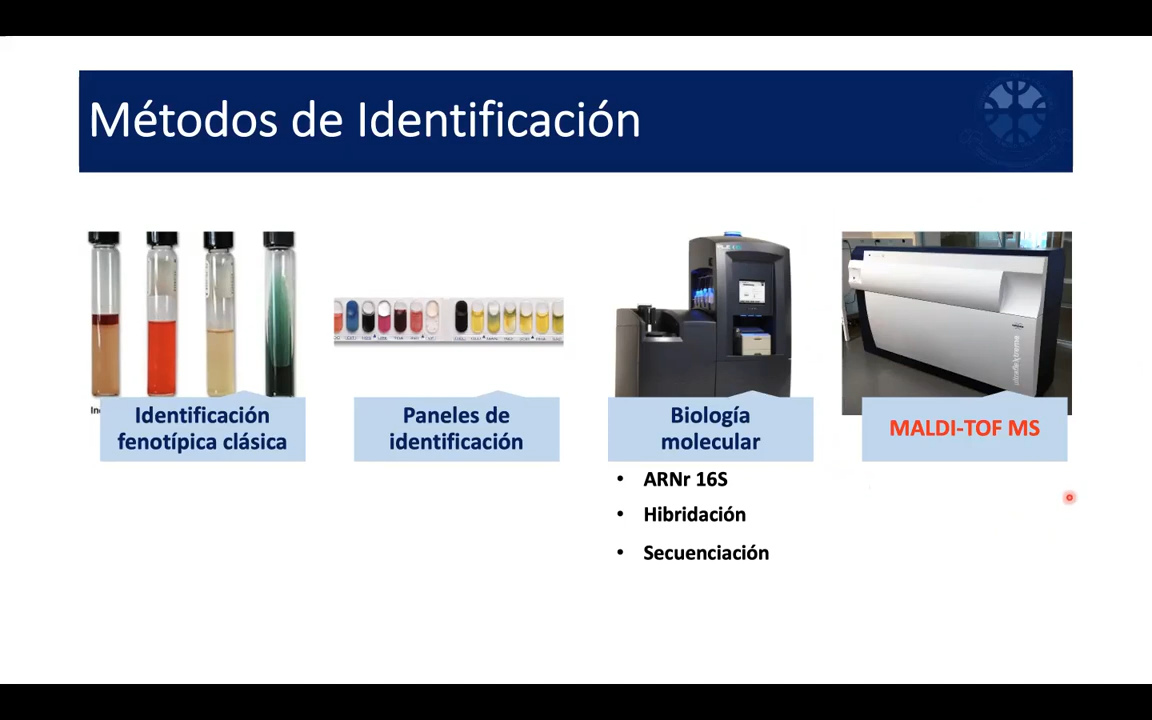 Métodos de Identificación
Identificación
fenotípica clásica
Paneles de
identificación
Biología
molecular
MALDI-TOF MS
• ARNr 16S
• Hibridación
• Secuenciación